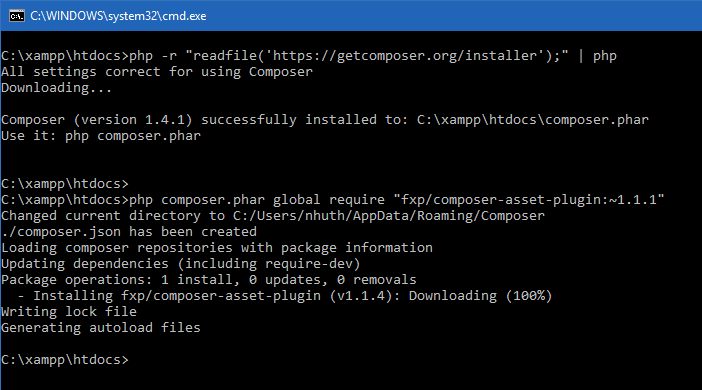 C:\WINDOWS\system32\cmd.exe
C:\xampp\htdocs>php -r "readfile('https://getcomposer.org/installer');" | php
All settings correct for using Composer
Downloading...
Composer (version 1.4.1) successfully installed to: C:\xampp\htdocs\composer.phar
Use it: php composer.phar
C:\xampp\htdocs>
C:\xampp\htdocs>php composer.phar global require "fxp/composer-asset-plugin:~1.1.1"
Changed current directory to C:/Users/nhuth/AppData/Roaming/Composer
./composer.json has been created
Loading composer repositories with package information
Updating dependencies (including require-dev)
Package operations: 1 install, 0 updates, 0 removals
  - Installing fxp/composer-asset-plugin (v1.1.4): Downloading (100%)
Writing lock file
Generating autoload files
C:\xampp\htdocs>